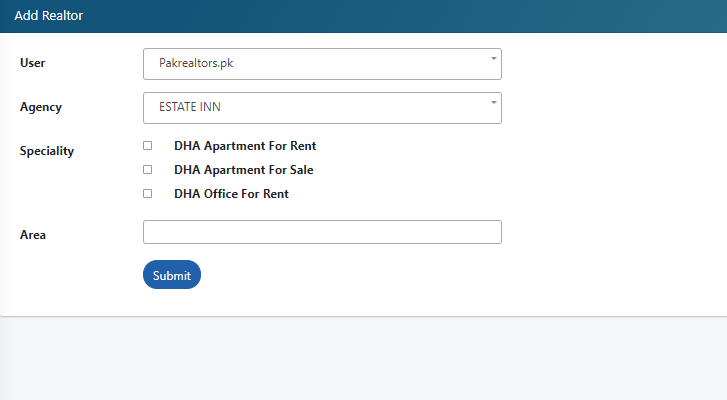 Add Realtor
User
Pakrealtors.pk
Agency
ESTATE INN
Speciality
DHA Apartment For Rent
DHA Apartment For Sale
DHA Office For Rent
Area
Submit